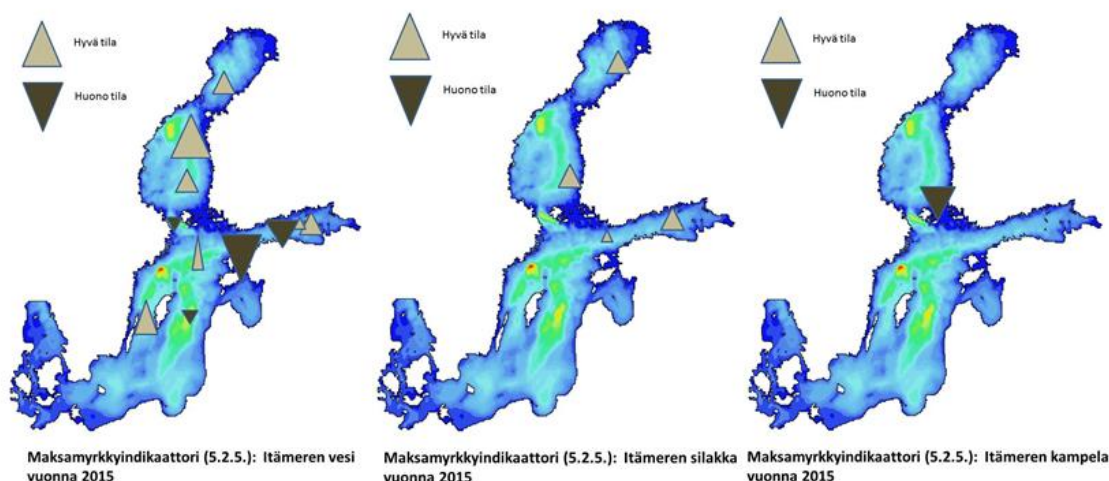 Hyvä tila
Huono tila
Hyvä tila
Huono tila
Hyvä tila
Huono tila
Maksamyrkkyindikaattori (5.2.5.): Itämeren vesi
vuonna 2015
Maksamyrkkyindikaattori (5.2.5.): Itämeren silakka
vuonna 2015
Maksamyrkkyindikaattori (5.2.5.): Itämeren kampela
vuonna 2015